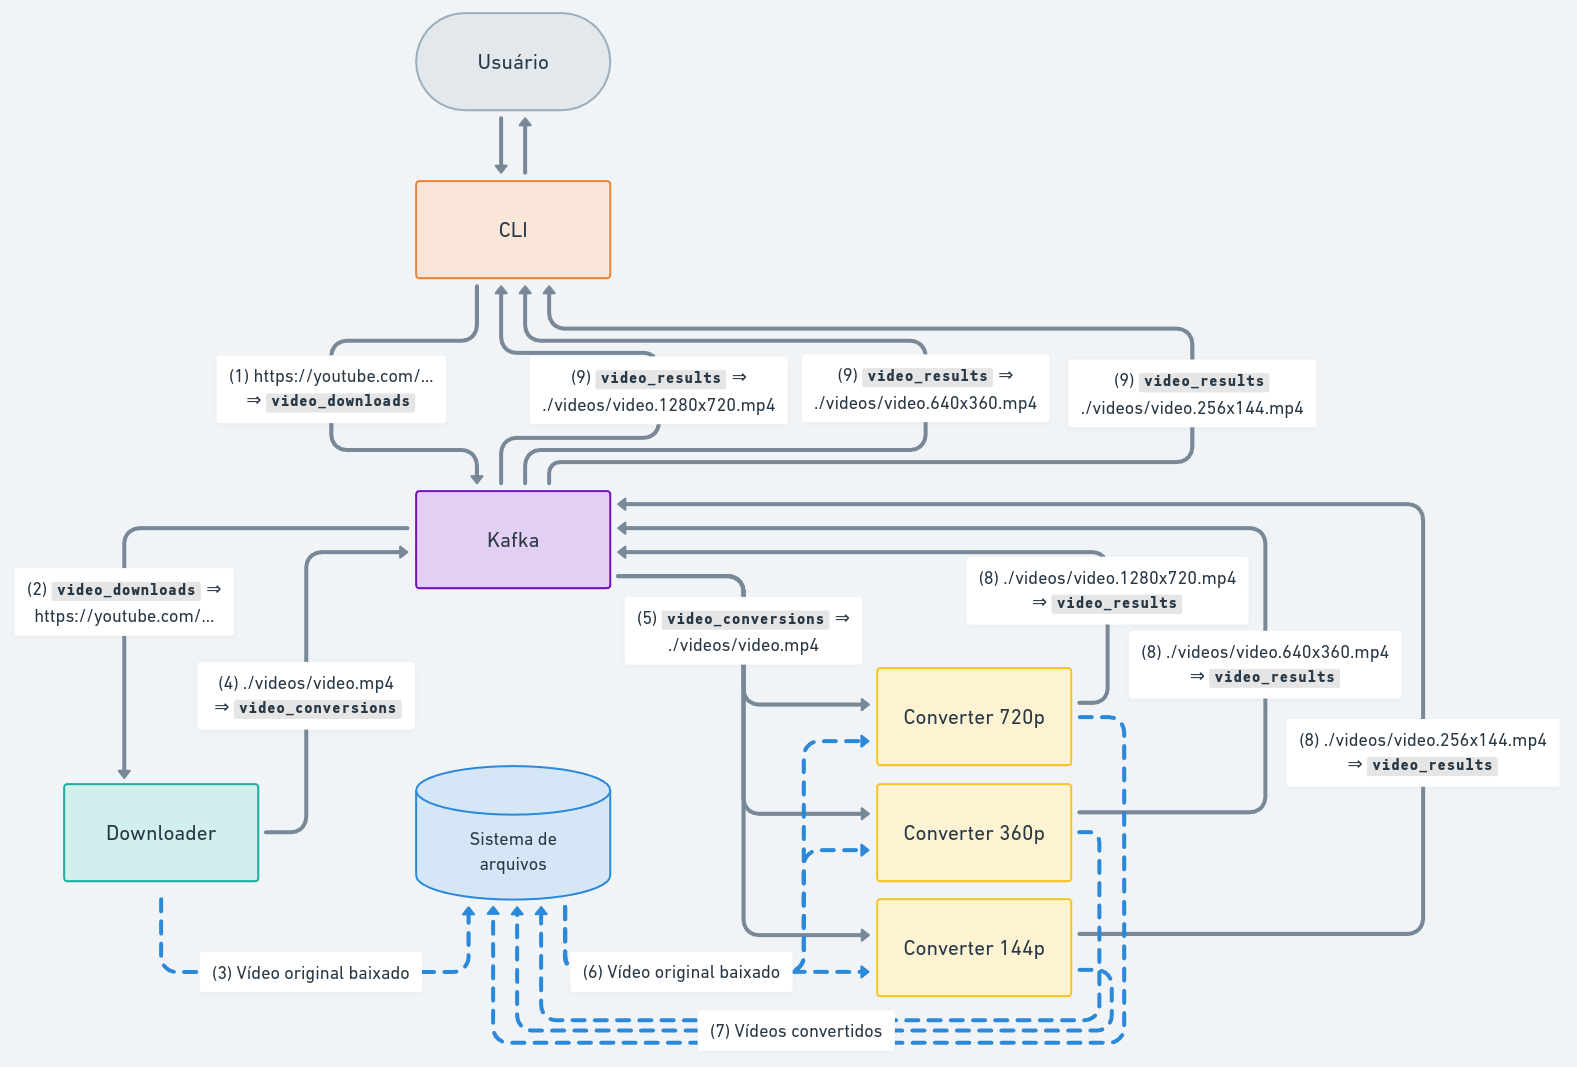 Usuário
CLI
(1) https://youtube.com/...
⇒ video_downloads
(9) video_results ⇒
./videos/video.1280x720.mp4
(9) video_results ⇒
./videos/video.640x360.mp4
(9) video_results
./videos/video.256x144.mp4
Kafka
(2) video_downloads ⇒
https://youtube.com/...
(4) ./videos/video.mp4
⇒ video_conversions
(5) video_conversions ⇒
./videos/video.mp4
(8) ./videos/video.1280x720.mp4
⇒ video_results
(8) ./videos/video.640x360.mp4
⇒ video_results
(8) ./videos/video.256x144.mp4
⇒ video_results
Converter 720p
Downloader
Sistema de
arquivos
Converter 360p
Converter 144p
(3) Vídeo original baixado
(6) Vídeo original baixado
(7) Vídeos convertidos